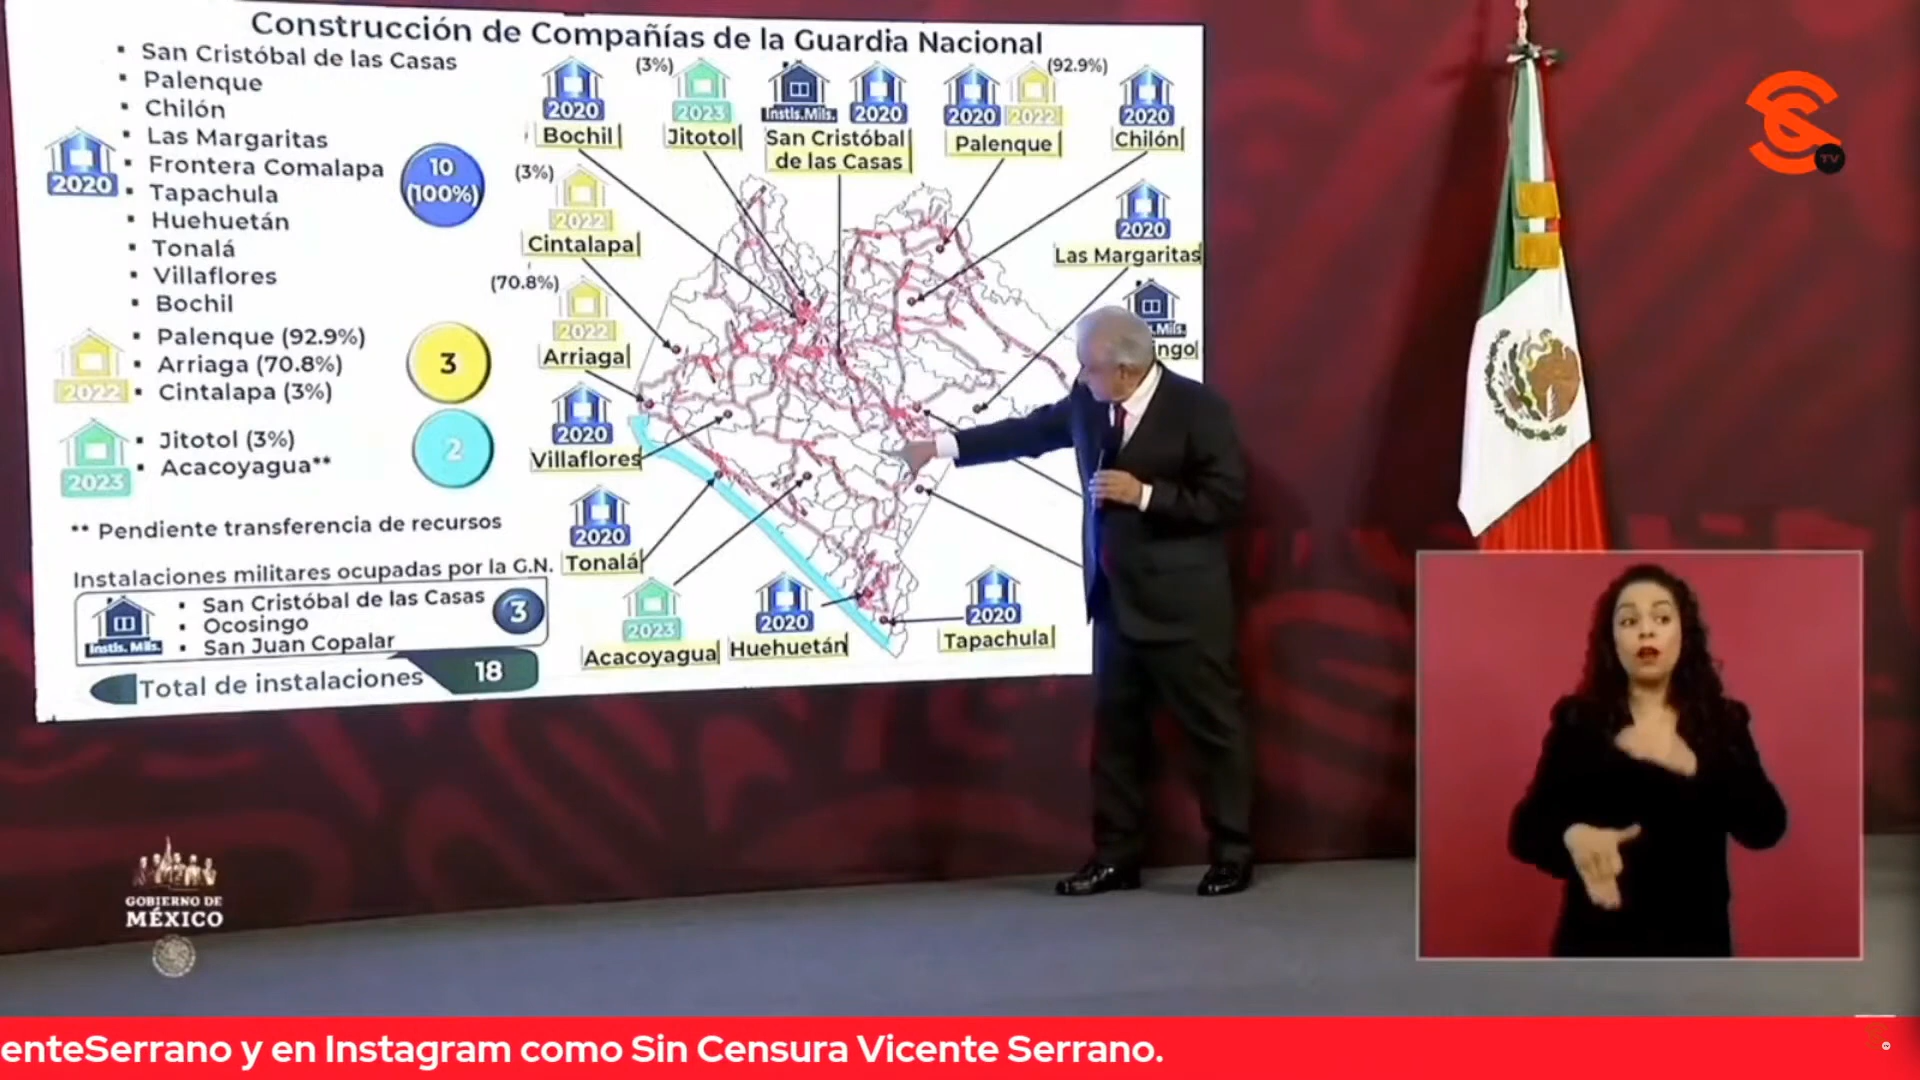 Construcción de Compañías de la Guardia Nacional
San Cristóbal de las Casas
Palenque
Chilón
Las Margaritas
Frontera Comalapa
Tapachula
Huehuetán
Tonalá
Villaflores
Bochil
2020
10
(100%)
Palenque (92.9%)
Arriaga (70.8%)
Cintalapa (3%)
2022
3
Jitotol (3%)
Acacoyagua**
2023
2
** Pendiente transferencia de recursos
Instalaciones militares ocupadas por la G.N.
San Cristóbal de las Casas
Ocosingo
San Juan Copalar
Instls. Mils.
3
Total de instalaciones 18
2020
Bochil
(3%)
2023
Jitotol
Instls.Mils. 2020
San Cristóbal
de las Casas
(92.9%)
2020 2022
Palenque
2020
Chilón
(3%)
2022
Cintalapa
2020
Las Margaritas
(70.8%)
2022
Arriaga
.Mils.
ingo
2020
Villaflores
2020
Tonalá
2023
Acacoyagua
2020
Huehuetán
2020
Tapachula
TV
GOBIERNO DE
MÉXICO
enteSerrano y en Instagram como Sin Censura Vicente Serrano.